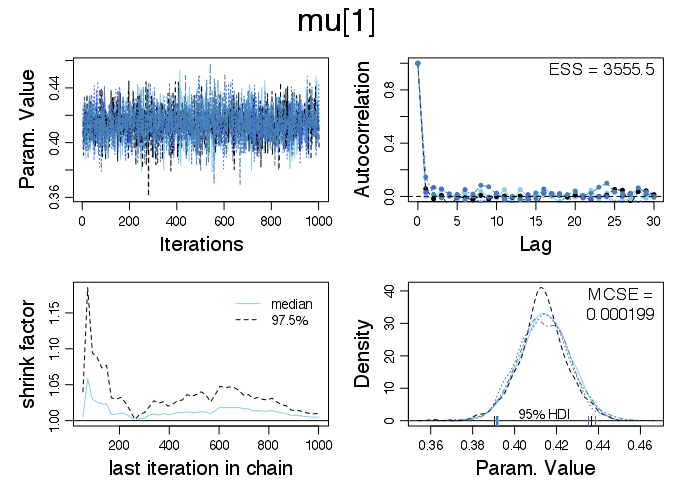 mu[1]
Param. Value
0.36 0.40 0.44
0 200 400 600 800 1000
Iterations
ESS = 3555.5
Autocorrelation
0.0 0.4 0.8
0 5 10 15 20 25 30
Lag
median
97.5%
shrink factor
1.00 1.05 1.10 1.15
200 400 600 800 1000
last iteration in chain
MCSE =
0.000199
Density
0 10 20 30 40
95% HDI
0.36 0.38 0.40 0.42 0.44 0.46
Param. Value